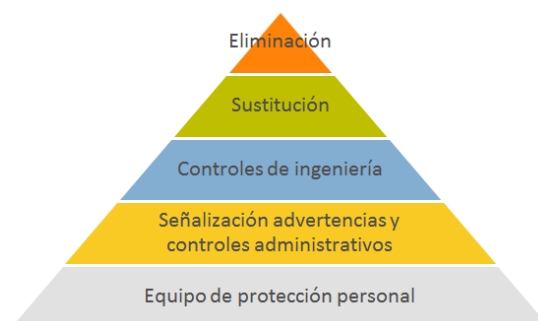 Eliminación
Sustitución
Controles de ingeniería
Señalización advertencias y
controles administrativos
Equipo de protección personal